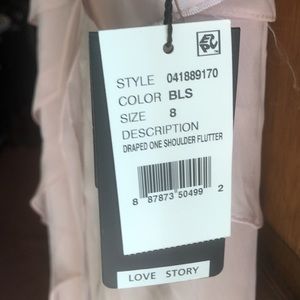 STYLE 041889170
COLOR BLS
SIZE 8
DESCRIPTION
DRAPED ONE SHOULDER FLUTTER
8 87873 50499 2
LOVE STORY